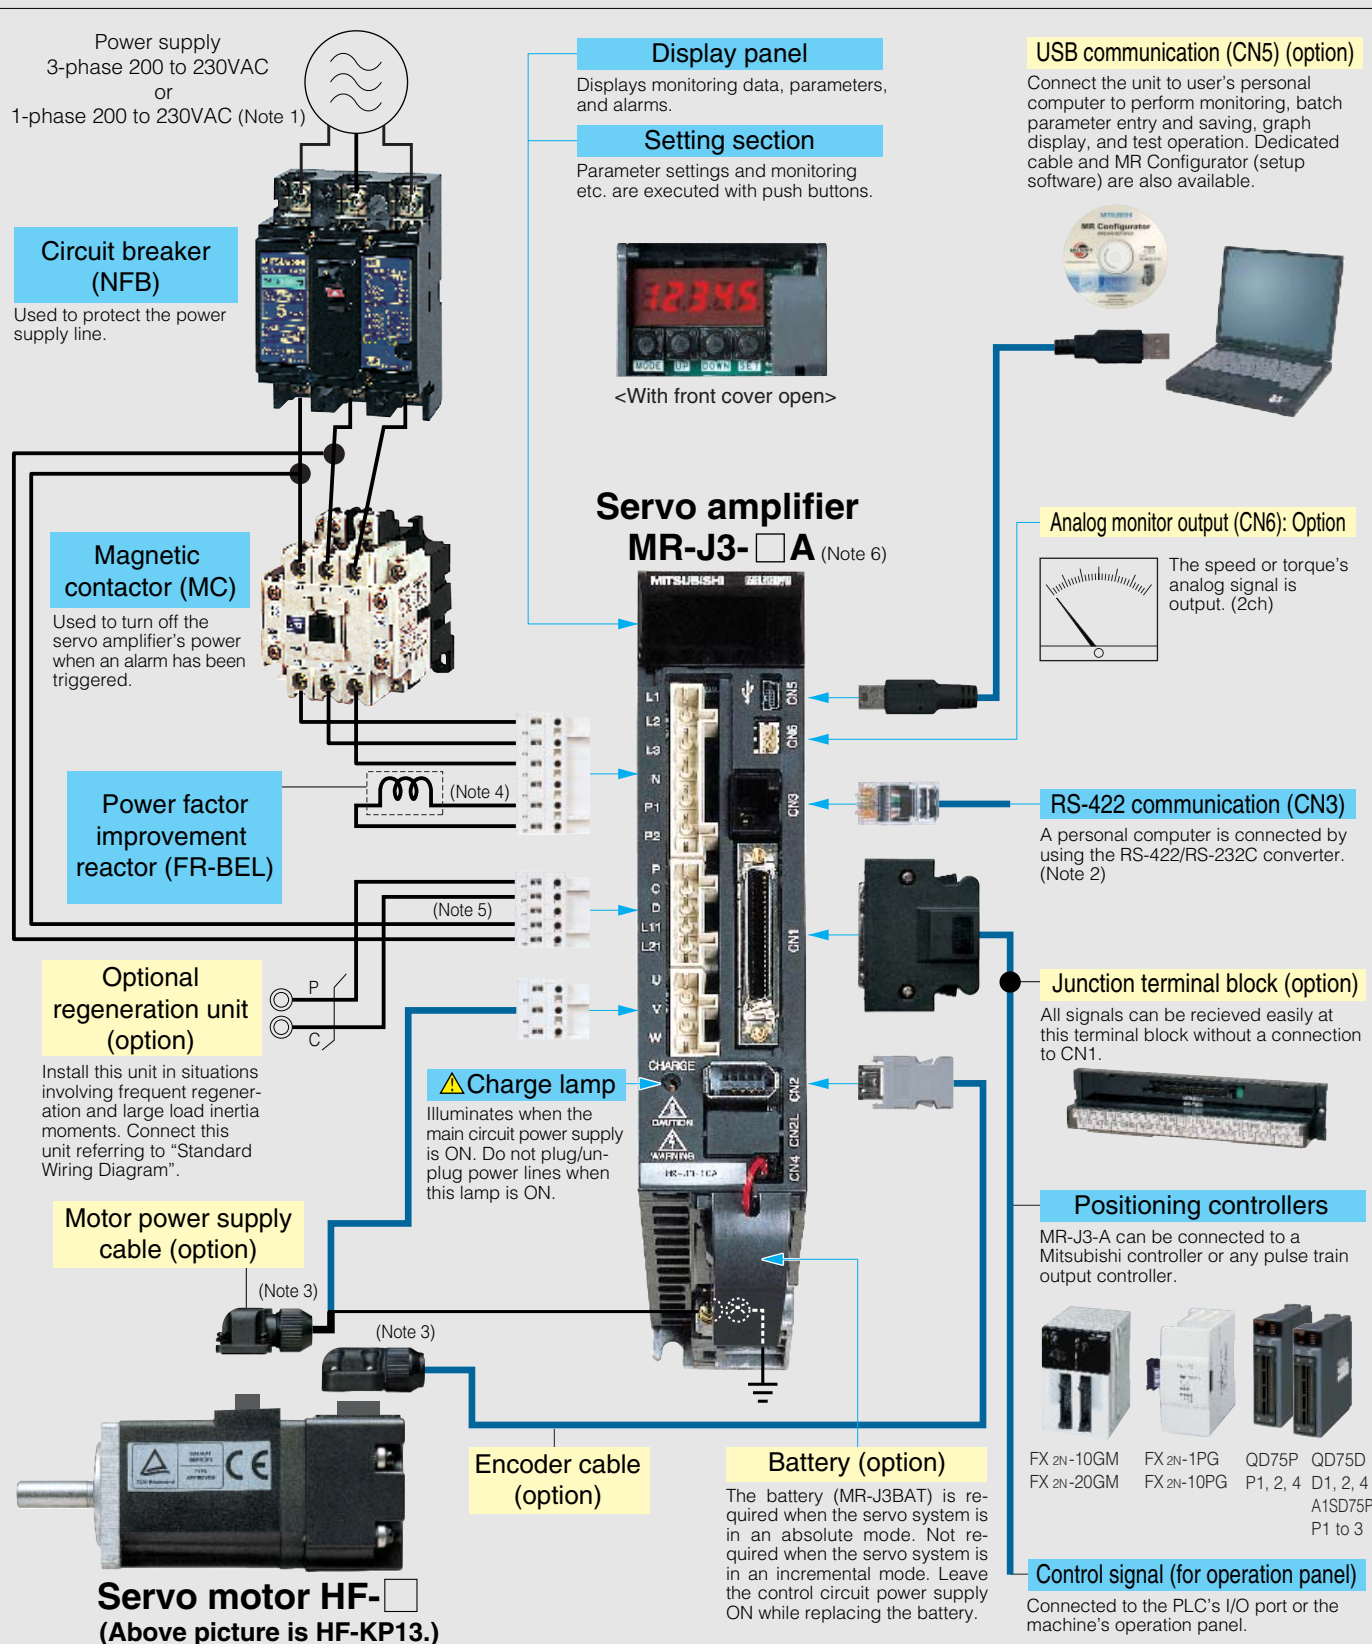 Power supply
3-phase 200 to 230VAC
or
1-phase 200 to 230VAC (Note 1)
Circuit breaker
(NFB)
Used to protect the power
supply line.
Magnetic
contactor (MC)
Used to turn off the
servo amplifier's power
when an alarm has been
triggered.
Power factor
improvement
reactor (FR-BEL)
(Note 4)
(Note 5)
Optional
regeneration unit
(option)
P
C
Install this unit in situations
involving frequent regener-
ation and large load inertia
moments. Connect this
unit referring to “Standard
Wiring Diagram”.
Motor power supply
cable (option)
(Note 3)
(Note 3)
Servo motor HF-□
(Above picture is HF-KP13.)
Display panel
Displays monitoring data, parameters,
and alarms.
Setting section
Parameter settings and monitoring
etc. are executed with push buttons.
12345
MODE UP DOWN SET
<With front cover open>
Servo amplifier
MR-J3-□A (Note 6)
MITSUBISHI
L1
L2
L3
N
P1
P2
P
C
D
L11
L21
U
V
W
CHARGE
CAUTION
WARNING
MR-J3-10A
CN5
CN6
CN3
CN1
CN2
CN2L
CN4
Charge lamp
Illuminates when the
main circuit power supply
is ON. Do not plug/un-
plug power lines when
this lamp is ON.
Encoder cable
(option)
Battery (option)
The battery (MR-J3BAT) is re-
quired when the servo system is
in an absolute mode. Not re-
quired when the servo system is
in an incremental mode. Leave
the control circuit power supply
ON while replacing the battery.
USB communication (CN5) (option)
Connect the unit to user's personal
computer to perform monitoring, batch
parameter entry and saving, graph
display, and test operation. Dedicated
cable and MR Configurator (setup
software) are also available.
MITSUBISHI
MR Configurator
Analog monitor output (CN6): Option
The speed or torque's
analog signal is
output. (2ch)
RS-422 communication (CN3)
A personal computer is connected by
using the RS-422/RS-232C converter.
(Note 2)
Junction terminal block (option)
All signals can be recieved easily at
this terminal block without a connection
to CN1.
Positioning controllers
MR-J3-A can be connected to a
Mitsubishi controller or any pulse train
output controller.
FX 2N-10GM FX 2N-1PG QD75P QD75D
FX 2N-20GM FX 2N-10PG P1, 2, 4 D1, 2, 4
A1SD75P
P1 to 3
Control signal (for operation panel)
Connected to the PLC's I/O port or the
machine's operation panel.